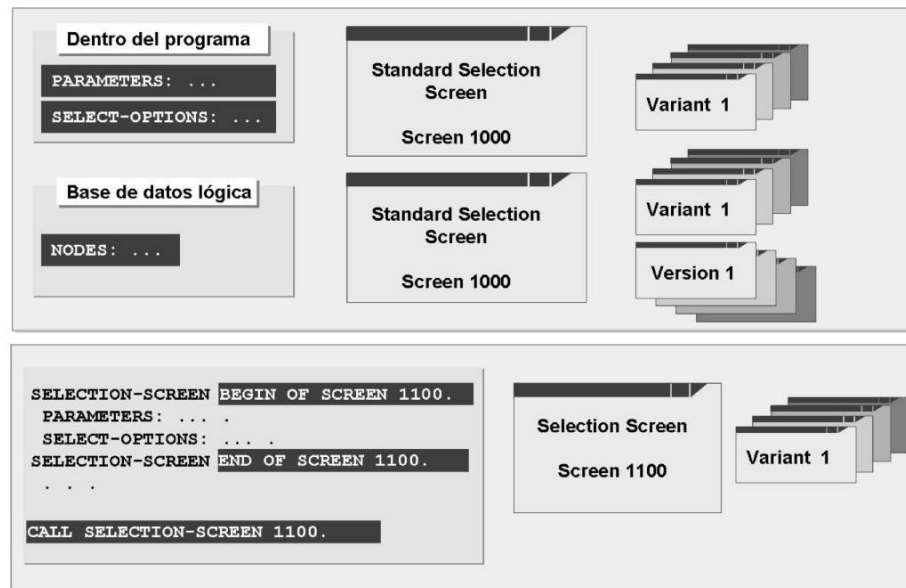 Dentro del programa
PARAMETERS: ...
SELECT-OPTIONS: ...
Standard Selection
Screen
Screen 1000
Variant 1
Base de datos lógica
NODES: ...
Standard Selection
Screen
Screen 1000
Variant 1
Version 1
SELECTION-SCREEN BEGIN OF SCREEN 1100.
PARAMETERS: ... .
SELECT-OPTIONS: ... .
SELECTION-SCREEN END OF SCREEN 1100.
. . .
CALL SELECTION-SCREEN 1100.
Selection Screen
Screen 1100
Variant 1